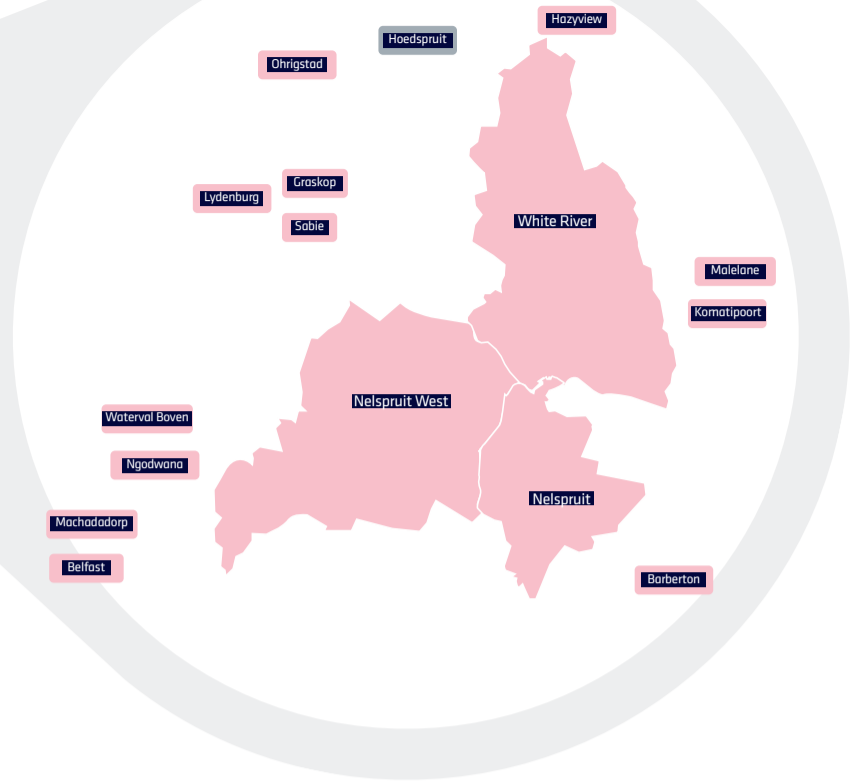 Hazyview
Hoedspruit
Ohrigstad
Graskop
Lydenburg
White River
Sabie
Malelane
Komatipoort
Nelspruit West
Waterval Boven
Ngodwana
Nelspruit
Machadadorp
Belfast
Barberton